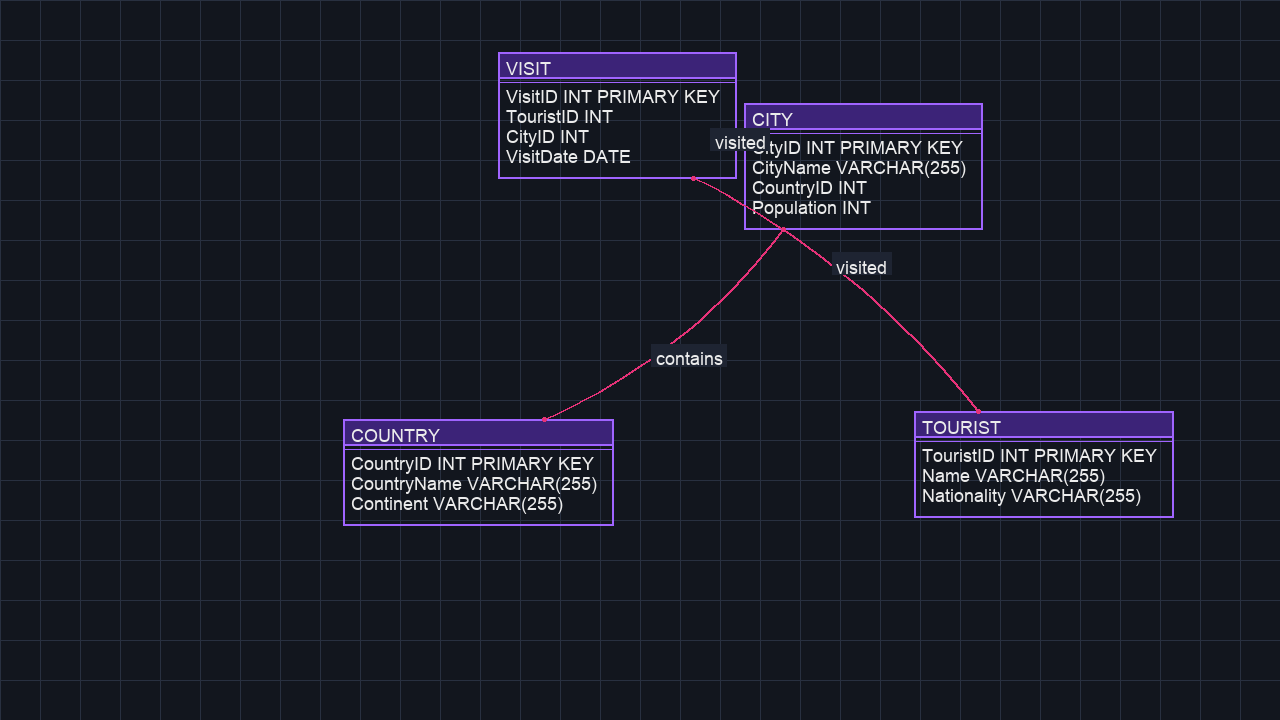 VISIT
VisitID INT PRIMARY KEY
TouristID INT
CityID INT
VisitDate DATE
CITY
CityID INT PRIMARY KEY
CityName VARCHAR(255)
CountryID INT
Population INT
visited
visited
contains
COUNTRY
CountryID INT PRIMARY KEY
CountryName VARCHAR(255)
Continent VARCHAR(255)
TOURIST
TouristID INT PRIMARY KEY
Name VARCHAR(255)
Nationality VARCHAR(255)